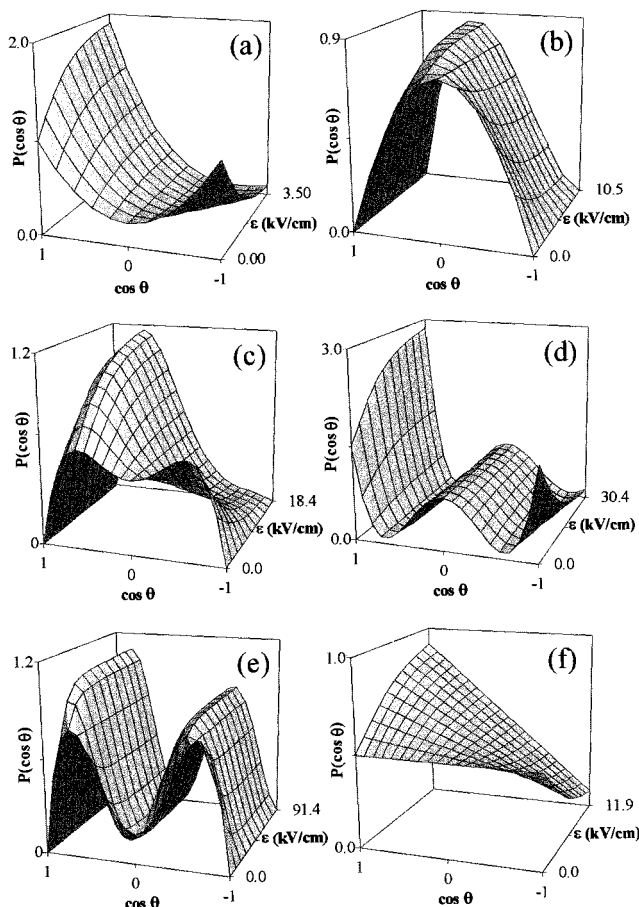 2.0
(a)
P(cos θ)
0.0
1
0
-1
cos θ
3.50
ε (kV/cm)
0.00
0.9
(b)
P(cos θ)
0.0
1
0
-1
cos θ
10.5
ε (kV/cm)
0.0
1.2
(c)
P(cos θ)
0
1
0
-1
cos θ
18.4
ε (kV/cm)
0.0
3.0
(d)
P(cos θ)
0.0
1
0
-1
cos θ
30.4
ε (kV/cm)
0.0
1.2
(e)
P(cos θ)
0
1
0
-1
cos θ
91.4
ε (kV/cm)
0.0
1.0
(f)
P(cos θ)
0.0
1
0
-1
cos θ
11.9
ε (kV/cm)
0.0